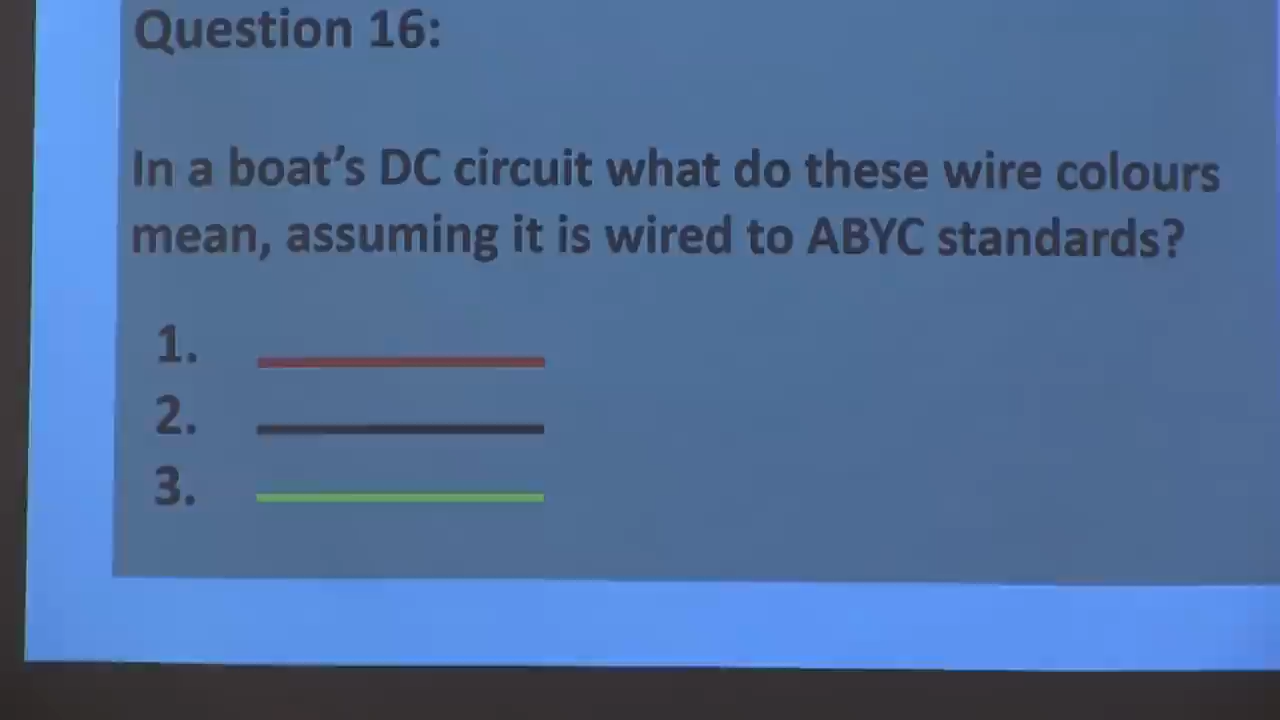 Question 16:
In a boat's DC circuit what do these wire colours
mean, assuming it is wired to ABYC standards?
1.
2.
3.